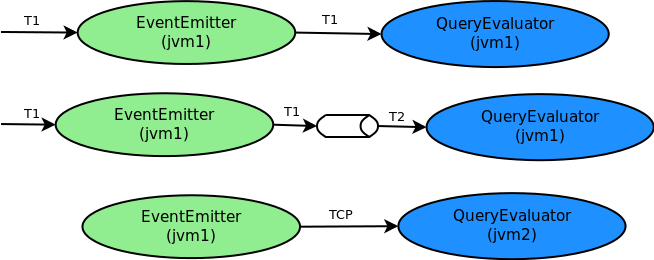 T1
EventEmitter
(jvm1)
T1
QueryEvaluator
(jvm1)
T1
EventEmitter
(jvm1)
T1
T2
QueryEvaluator
(jvm1)
EventEmitter
(jvm1)
TCP
QueryEvaluator
(jvm2)